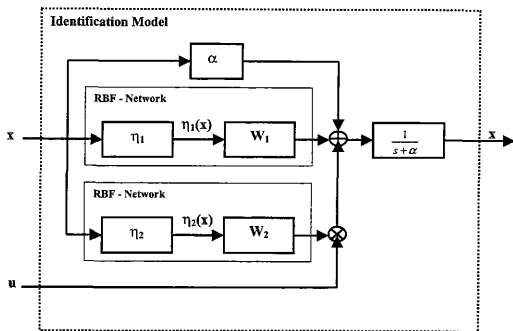 Identification Model
α
RBF - Network
η₁(x)
x
η₁
W₁
1
s+α
x
RBF - Network
η₂(x)
η₂
W₂
u